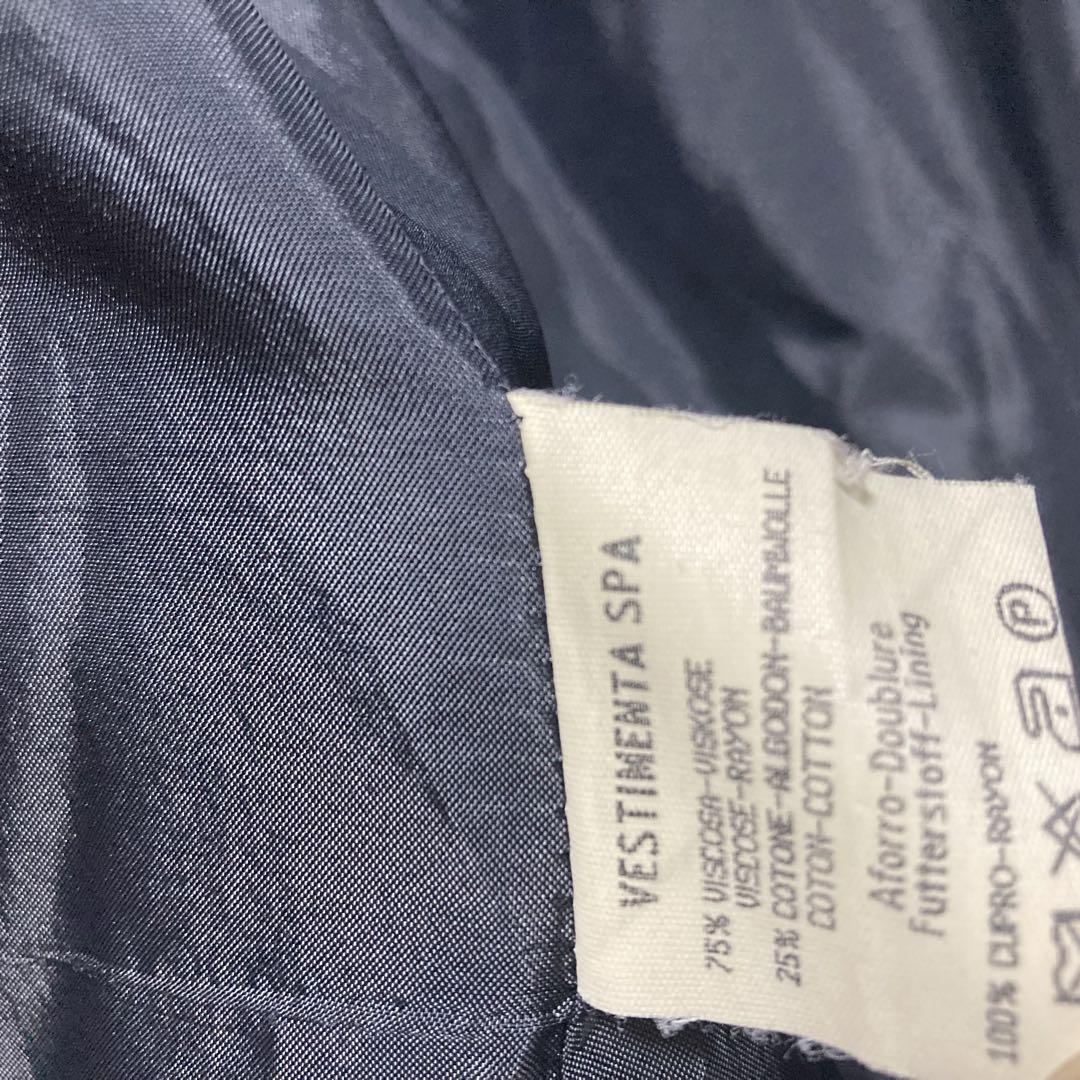 VESTIMENTA SPA
75% VISCOSA-VISKOSE
VISCOSE-RAYON
25% COTONE-ALGODON-BAUMWOLLE
COTON-COTTON
Aforro-Doublure
Futterstoff-Lining
100% CUPRO-RAYON
P